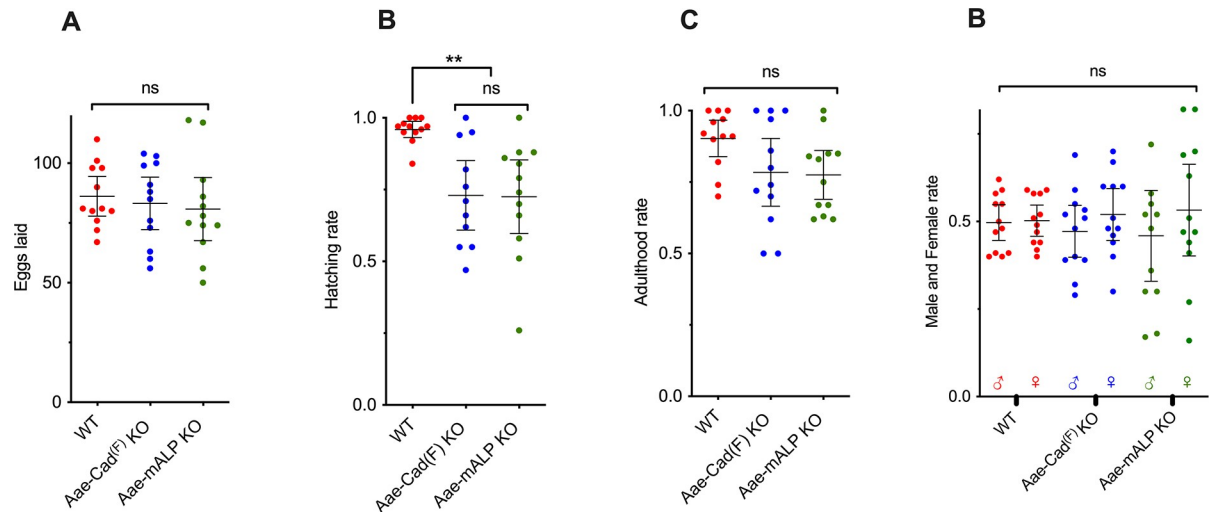 A
ns
Eggs laid
100
50
0
WT
Aae-Cad(F) KO
Aae-mALP KO
B
**
ns
Hatching rate
1.0
0.5
0.0
WT
Aae-Cad(F) KO
Aae-mALP KO
C
ns
Adulthood rate
1.0
0.5
0.0
WT
Aae-Cad(F) KO
Aae-mALP KO
B
ns
Male and Female rate
0.5
0.0
♂ ♀ ♂ ♀ ♂ ♀
WT
Aae-Cad(F) KO
Aae-mALP KO